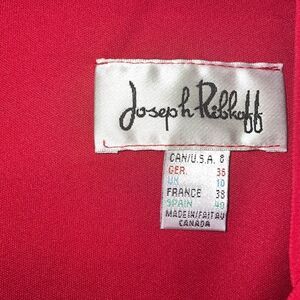 Joseph Ribkoff
CAN/U.S.A. 8
GER. 36
UK 10
FRANCE 38
SPAIN 40
MADE IN/FAIT AU
CANADA